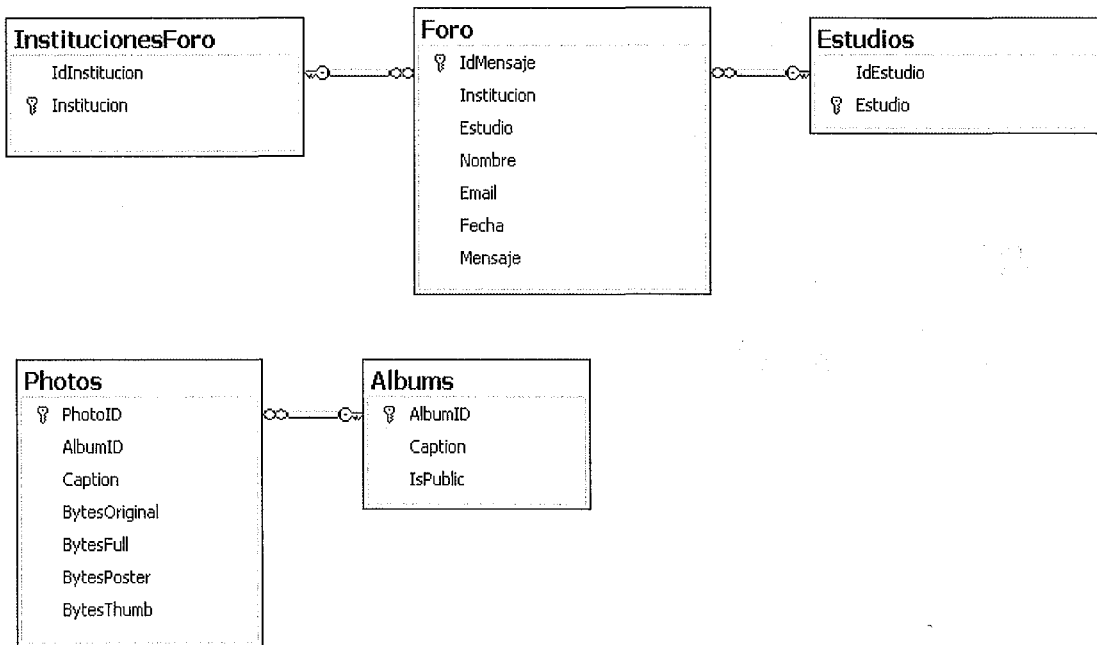 InstitucionesForo
IdInstitucion
Institucion
Foro
IdMensaje
Institucion
Estudio
Nombre
Email
Fecha
Mensaje
Estudios
IdEstudio
Estudio
Photos
PhotoID
AlbumID
Caption
BytesOriginal
BytesFull
BytesPoster
BytesThumb
Albums
AlbumID
Caption
IsPublic